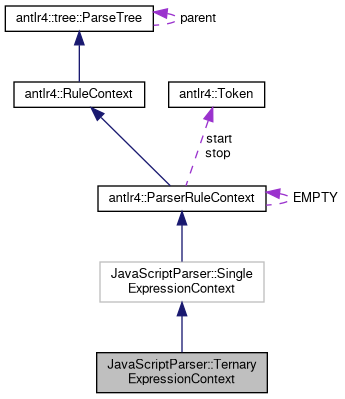 antlr4::tree::ParseTree
parent
antlr4::RuleContext
antlr4::Token
start
stop
antlr4::ParserRuleContext
EMPTY
JavaScriptParser::Single
ExpressionContext
JavaScriptParser::Ternary
ExpressionContext